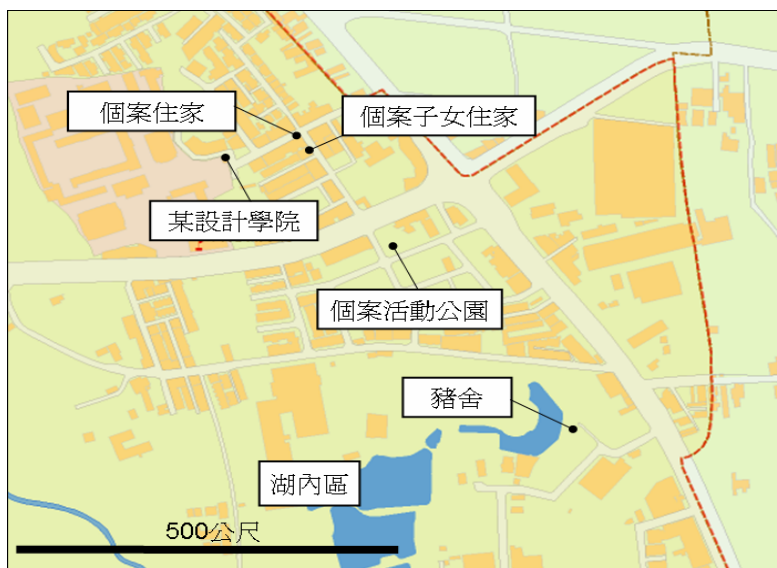 個案住家
個案子女住家
某設計學院
個案活動公園
豬舍
湖內區
500公尺